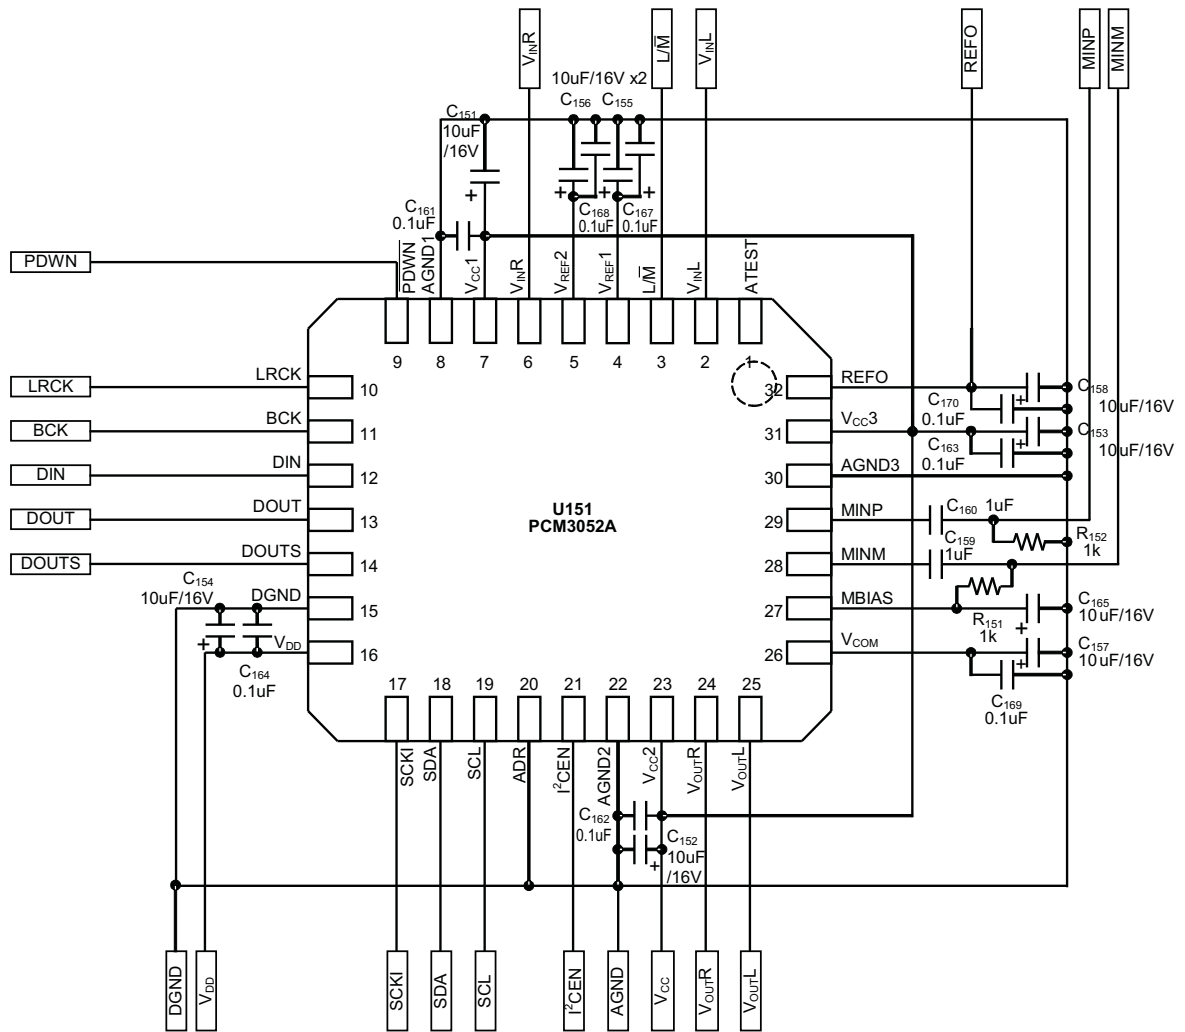 V_INR
L/M̅
V_INL
REFO
MINP
MINM
10uF/16V x2
C156
C155
C151
10uF
/16V
+
+
+
C161
0.1uF
C168
0.1uF
C167
0.1uF
PDWN
P̅D̅W̅N̅
AGND1
VCC1
V_INR
VREF2
VREF1
L/M̅
V_INL
ATEST
9
8
7
6
5
4
3
2
1
LRCK
LRCK
10
32
REFO
C158
10uF/16V
C170
0.1uF
+
BCK
BCK
11
31
VCC3
C153
10uF/16V
C163
0.1uF
+
DIN
DIN
12
30
AGND3
U151
PCM3052A
DOUT
DOUT
13
29
MINP
C160 1uF
R152
1k
DOUTS
DOUTS
14
28
MINM
C159
1uF
C154
10uF/16V
DGND
15
27
MBIAS
R151
1k
+
C165
10uF/16V
+
VDD
16
26
VCOM
+
C157
10uF/16V
C164
0.1uF
C169
0.1uF
17
18
19
20
21
22
23
24
25
SCKI
SDA
SCL
ADR
I²CEN
AGND2
VCC2
VOUTR
VOUTL
C162
0.1uF
C152
10uF
/16V
+
DGND
VDD
SCKI
SDA
SCL
I²CEN
AGND
VCC
VOUTR
VOUTL